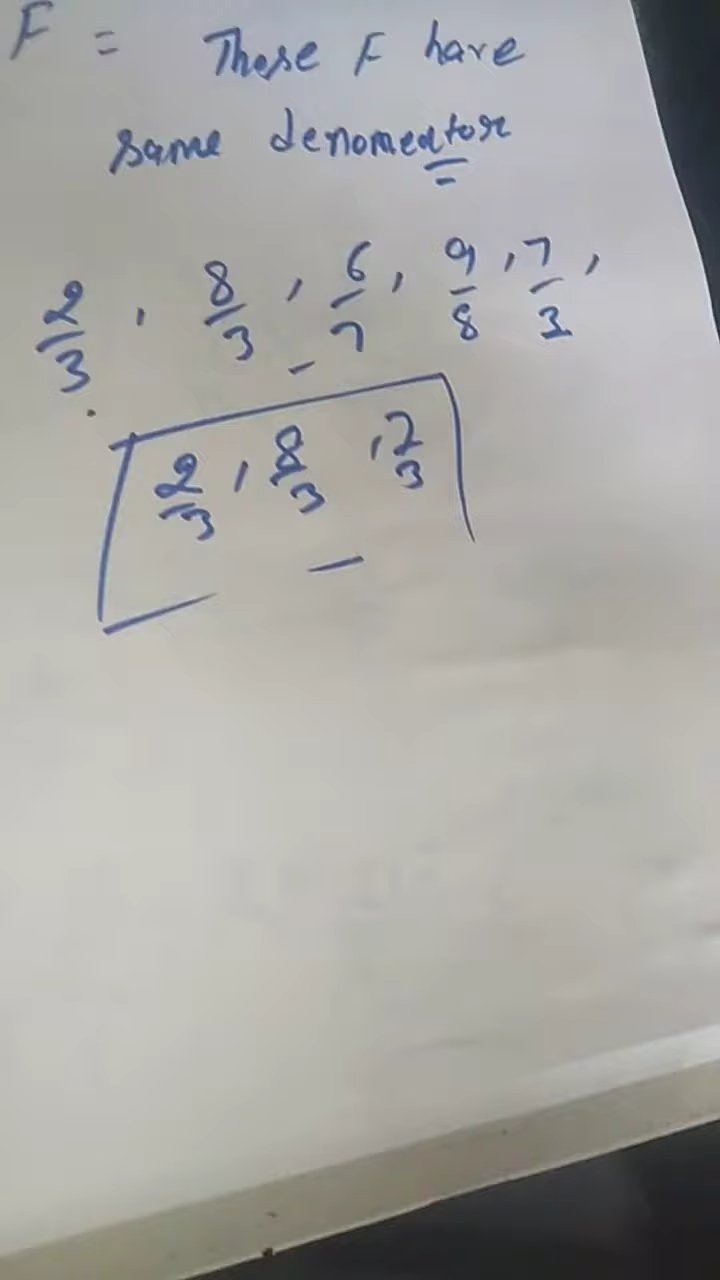 F = These F have
same denomeator
2/3, 8/3, 6/7, 9/8, 7/3,
2/3, 8/3, 7/3